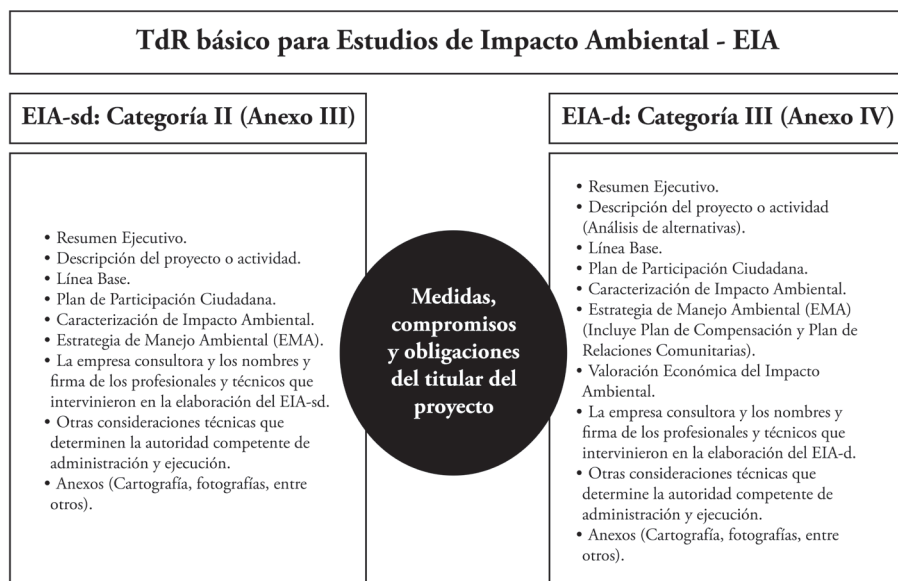 TdR básico para Estudios de Impacto Ambiental - EIA
EIA-sd: Categoría II (Anexo III)
• Resumen Ejecutivo.
• Descripción del proyecto o actividad.
• Línea Base.
• Plan de Participación Ciudadana.
• Caracterización de Impacto Ambiental.
• Estrategia de Manejo Ambiental (EMA).
• La empresa consultora y los nombres y
firma de los profesionales y técnicos que
intervinieron en la elaboración del EIA-sd.
• Otras consideraciones técnicas que
determinen la autoridad competente de
administración y ejecución.
• Anexos (Cartografía, fotografías, entre
otros).
Medidas,
compromisos
y obligaciones
del titular del
proyecto
EIA-d: Categoría III (Anexo IV)
• Resumen Ejecutivo.
• Descripción del proyecto o actividad
(Análisis de alternativas).
• Línea Base.
• Plan de Participación Ciudadana.
• Caracterización de Impacto Ambiental.
• Estrategia de Manejo Ambiental (EMA)
(Incluye Plan de Compensación y Plan de
Relaciones Comunitarias).
• Valoración Económica del Impacto
Ambiental.
• La empresa consultora y los nombres y
firma de los profesionales y técnicos que
intervinieron en la elaboración del EIA-d.
• Otras consideraciones técnicas que
determine la autoridad competente de
administración y ejecución.
• Anexos (Cartografía, fotografías, entre
otros).